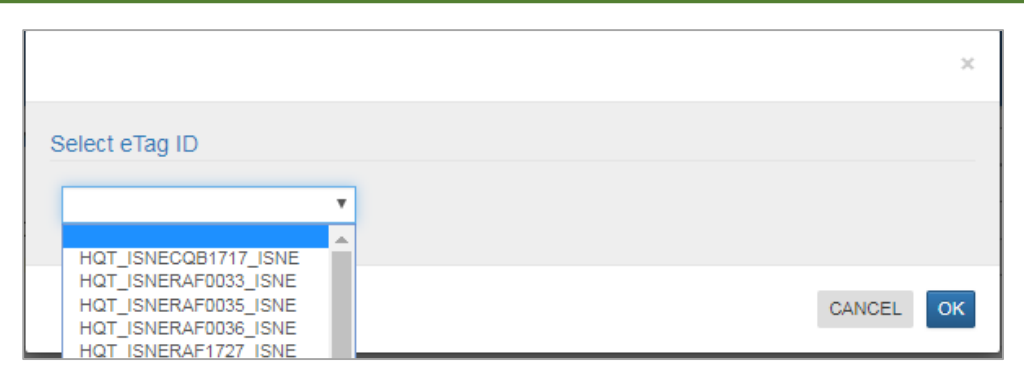 ×
Select eTag ID
HQT_ISNECQB1717_ISNE
HQT_ISNERAF0033_ISNE
HQT_ISNERAF0035_ISNE
HQT_ISNERAF0036_ISNE
HQT_ISNERAF1727_ISNE
CANCEL OK